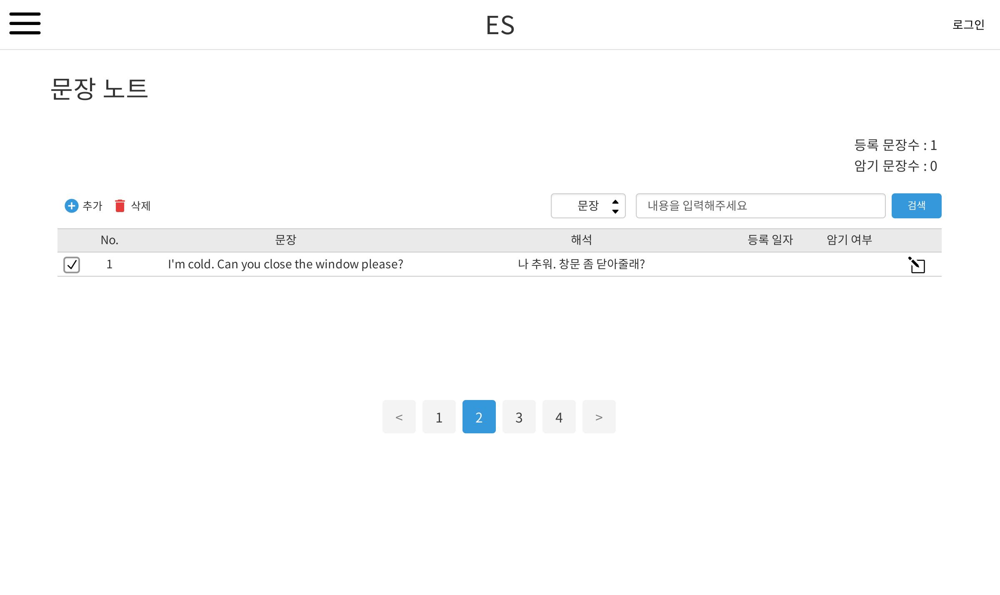 ES
로그인
문장 노트
등록 문장수 : 1
암기 문장수 : 0
추가 삭제 문장 내용을 입력해주세요 검색
No. 문장 해석 등록 일자 암기 여부
1 I'm cold. Can you close the window please? 나 추워. 창문 좀 닫아줄래?
< 1 2 3 4 >